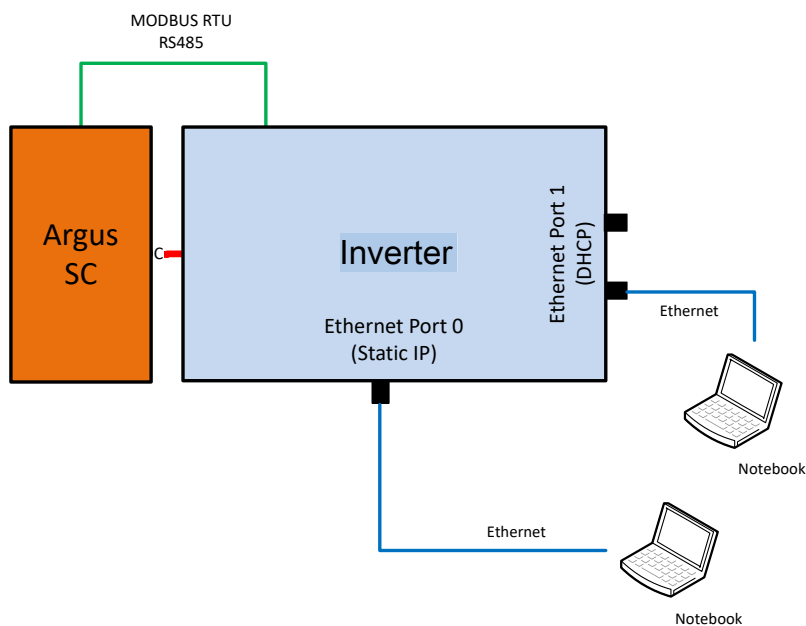 MODBUS RTU
RS485
Argus
SC
C
Inverter
Ethernet Port 1
(DHCP)
Ethernet
Ethernet Port 0
(Static IP)
Notebook
Ethernet
Notebook